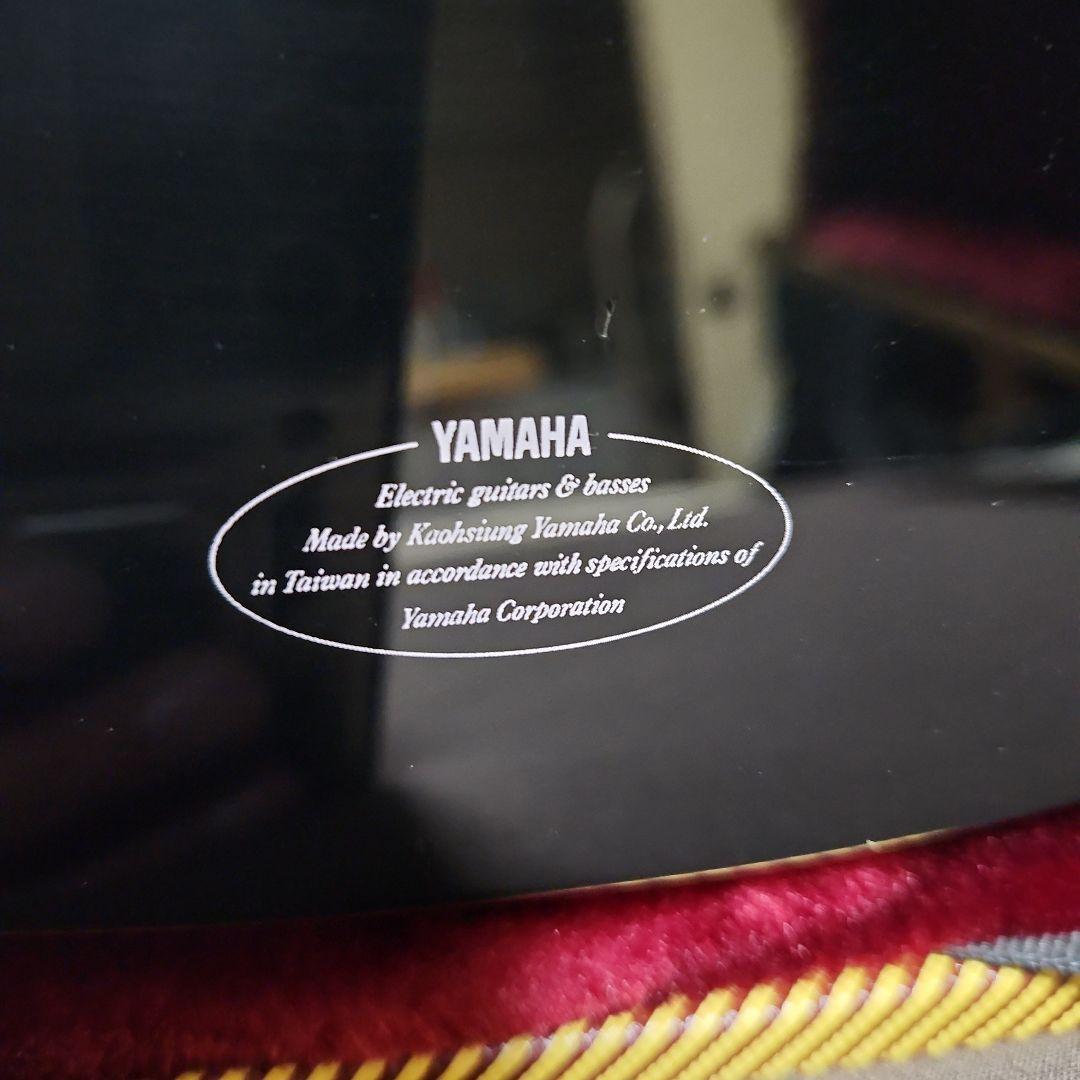 YAMAHA
Electric guitars & basses
Made by Kaohsiung Yamaha Co., Ltd.
in Taiwan in accordance with specifications of
Yamaha Corporation